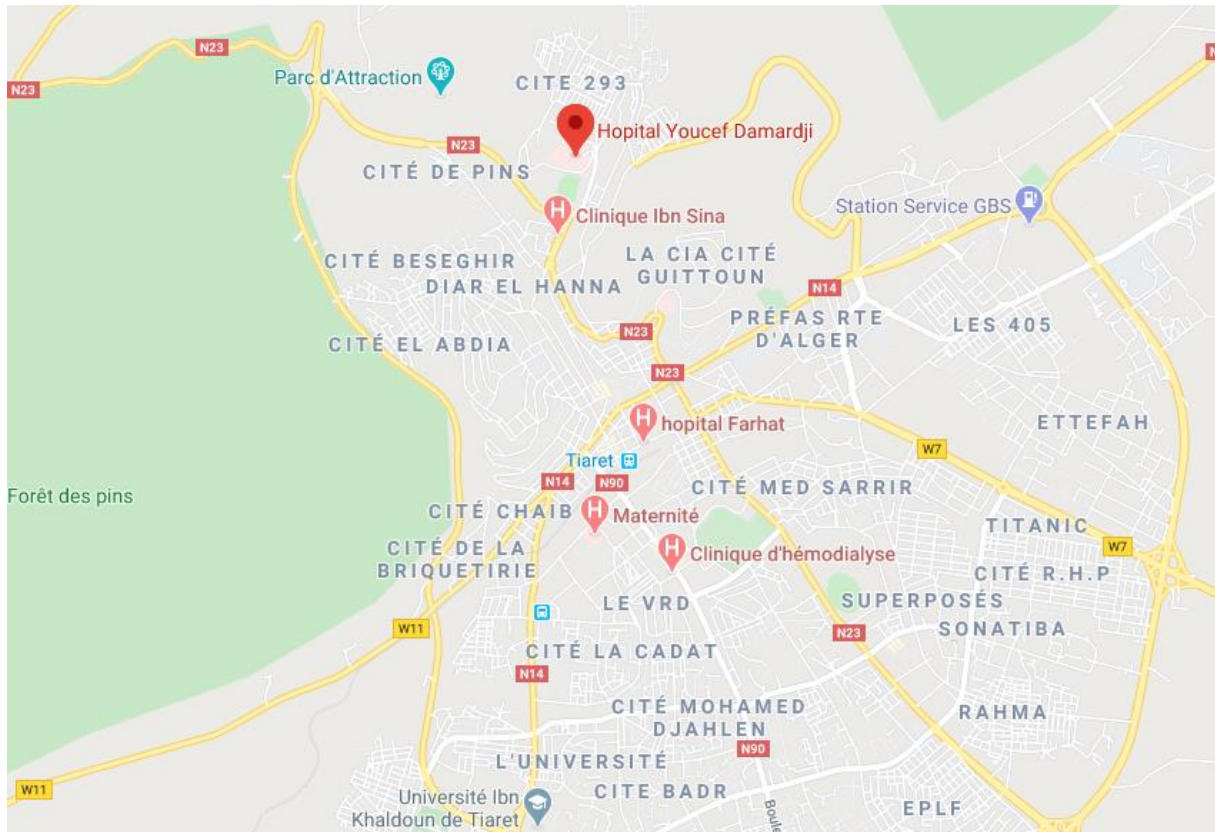 N23
N23
Parc d'Attraction
CITE 293
N
Hopital Youcef Damardji
N23
CITÉ DE PINS
Clinique Ibn Sina
Station Service GBS
CITÉ BESEGHIR
LA CIA CITÉ
GUITTOUN
DIAR EL HANNA
N14
PRÉFAS RTE
D'ALGER
LES 405
N23
CITÉ EL ABDIA
N23
H
hopital Farhat
ETTEFAH
W7
Tiaret
N14
N90
CITÉ MED SARRIR
Forêt des pins
CITÉ CHAIB
H
Maternité
TITANIC
CITÉ DE LA
BRIQUETIRIE
H
Clinique d'hémodialyse
W7
CITÉ R.H.P
LE VRD
SUPERPOSÉS
W11
N23
SONATIBA
CITÉ LA CADAT
N14
CITÉ MOHAMED
DJAHLEN
RAHMA
N90
L'UNIVERSITÉ
W11
Université Ibn
Khaldoun de Tiaret
CITE BADR
Boule
EPLF